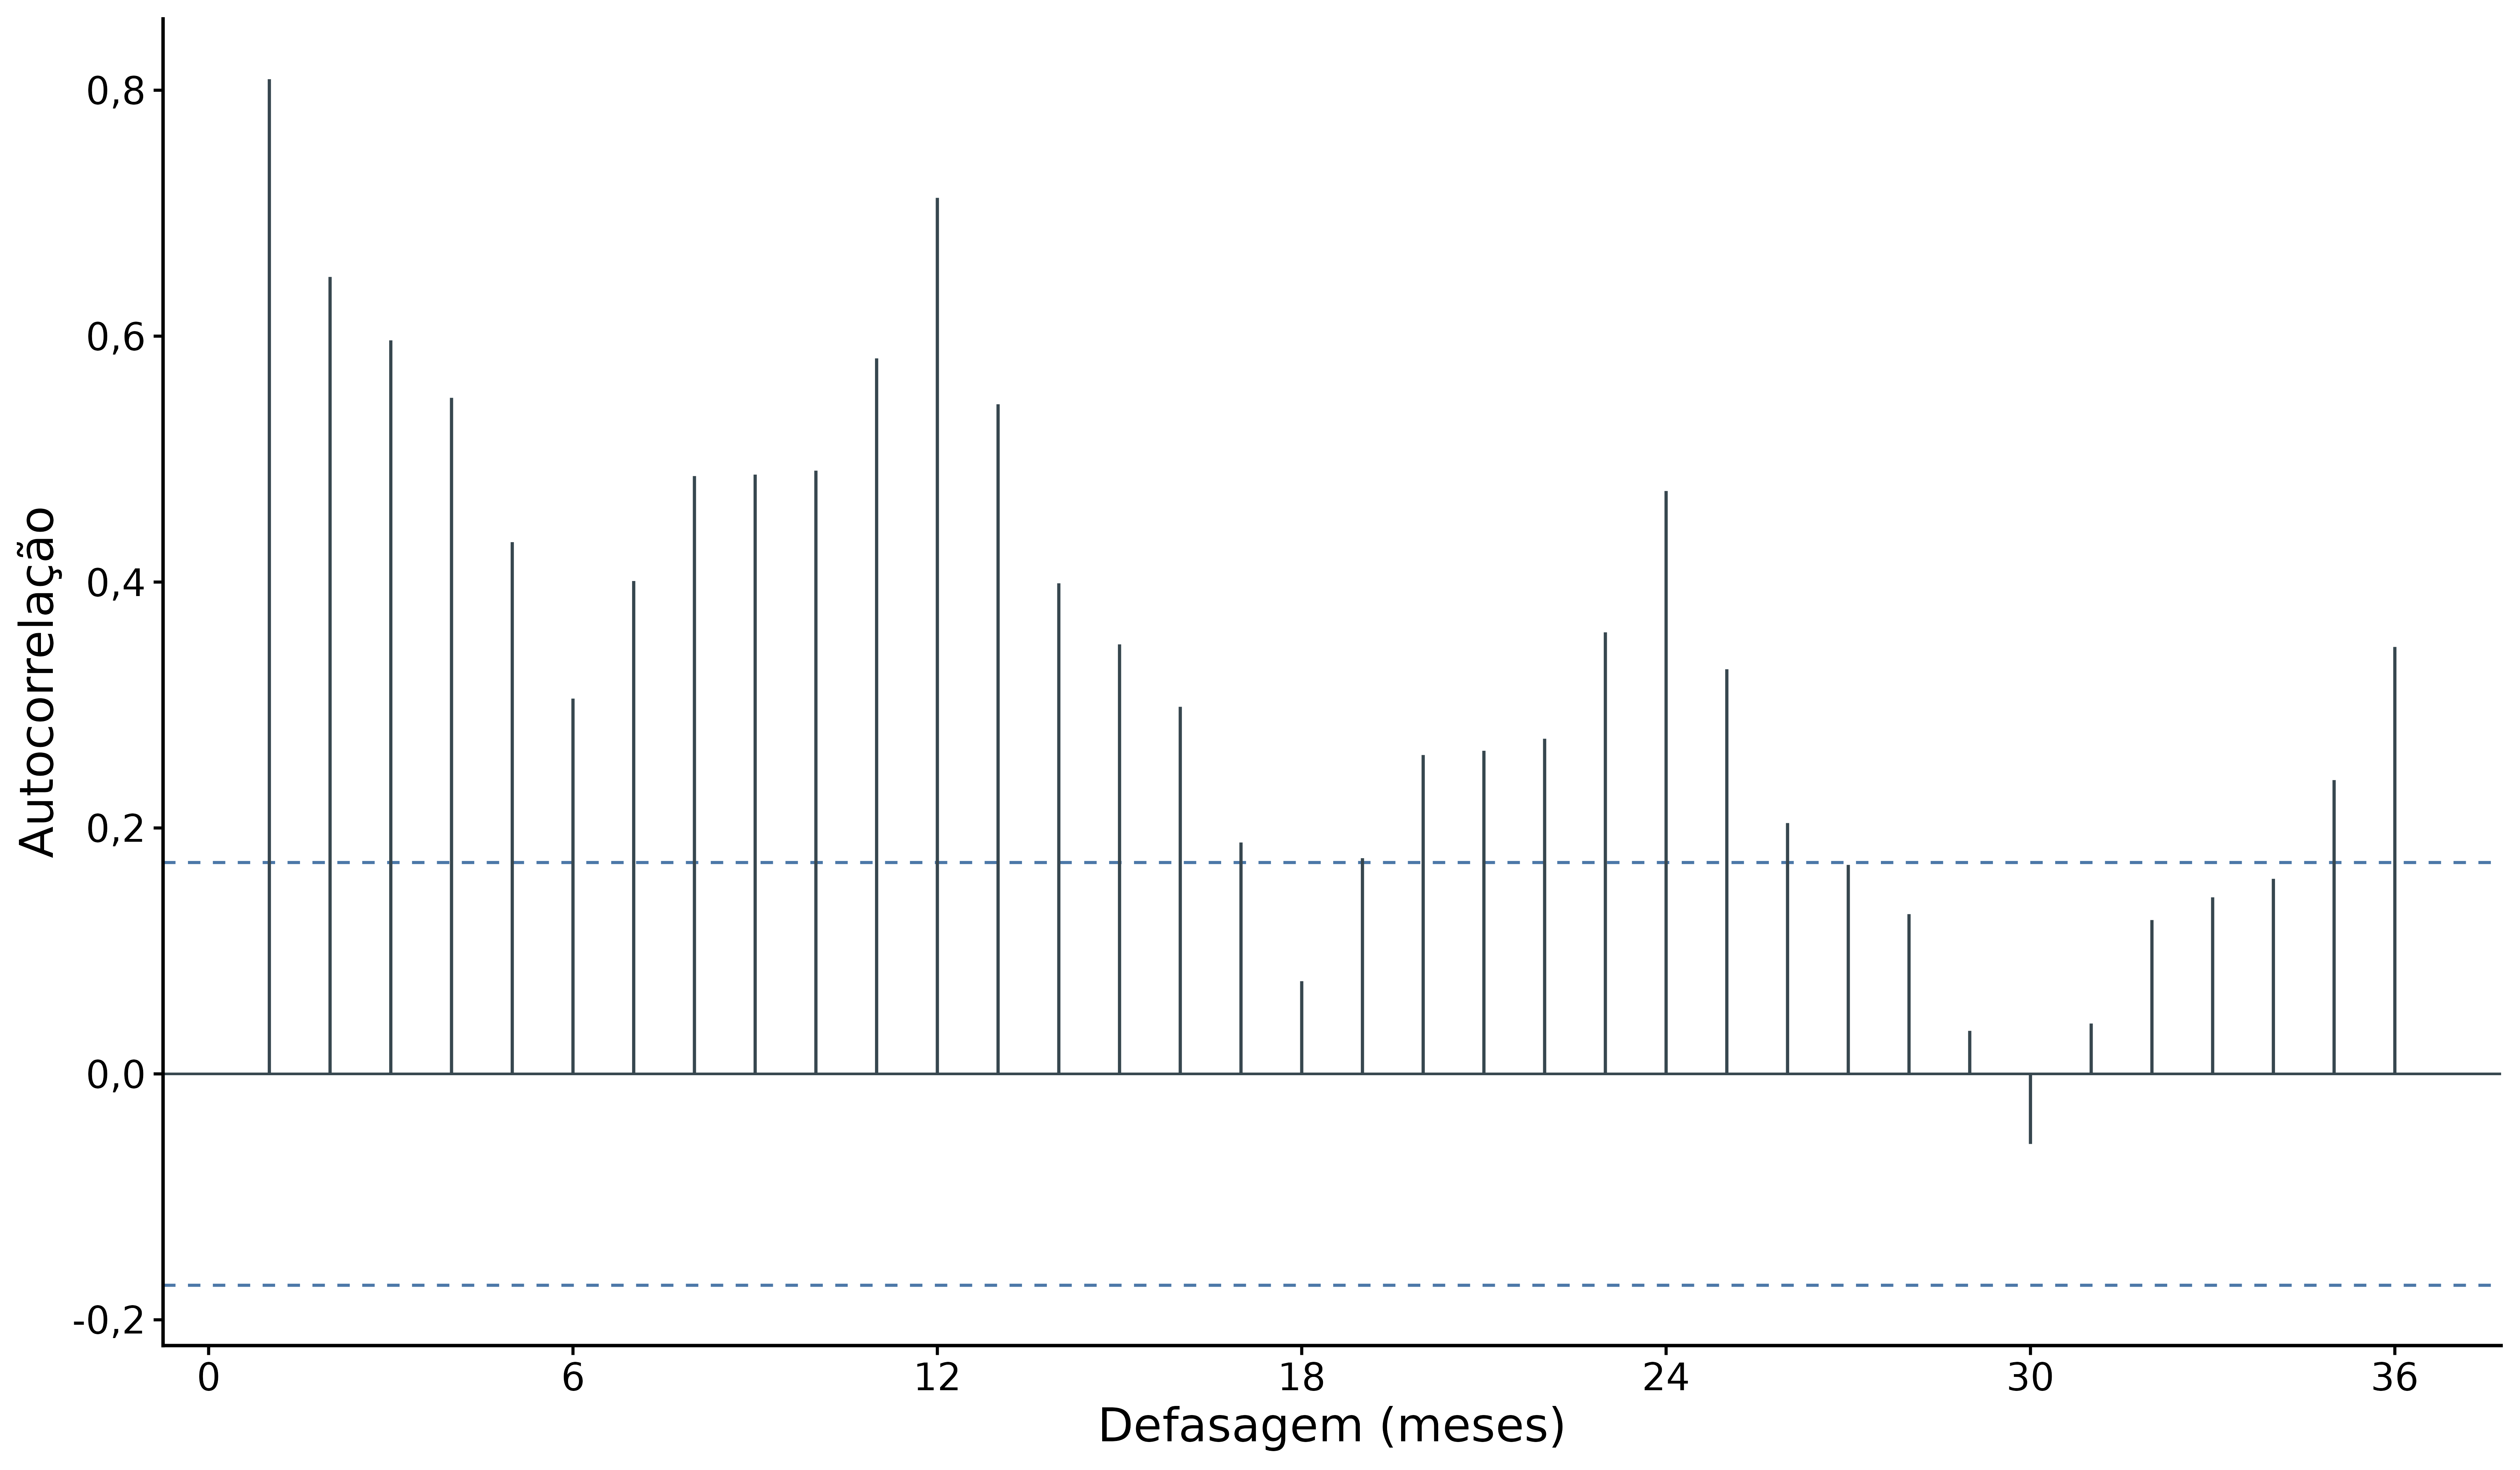 Autocorrelação
0,8
0,6
0,4
0,2
0,0
-0,2
0 6 12 18 24 30 36
Defasagem (meses)